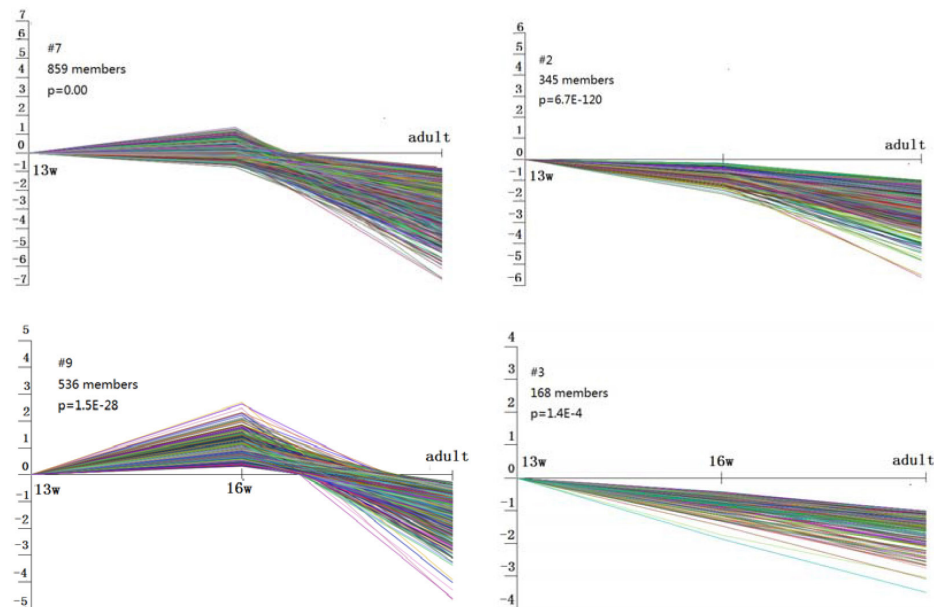 7
6
5
4
3
2
1
0
-1
-2
-3
-4
-5
-6
-7
#7
859 members
p=0.00
13w
adult
6
5
4
3
2
1
0
-1
-2
-3
-4
-5
-6
#2
345 members
p=6.7E-120
13w
adult
5
4
3
2
1
0
-1
-2
-3
-4
-5
#9
536 members
p=1.5E-28
13w
16w
adult
4
3
2
1
0
-1
-2
-3
-4
#3
168 members
p=1.4E-4
13w
16w
adult